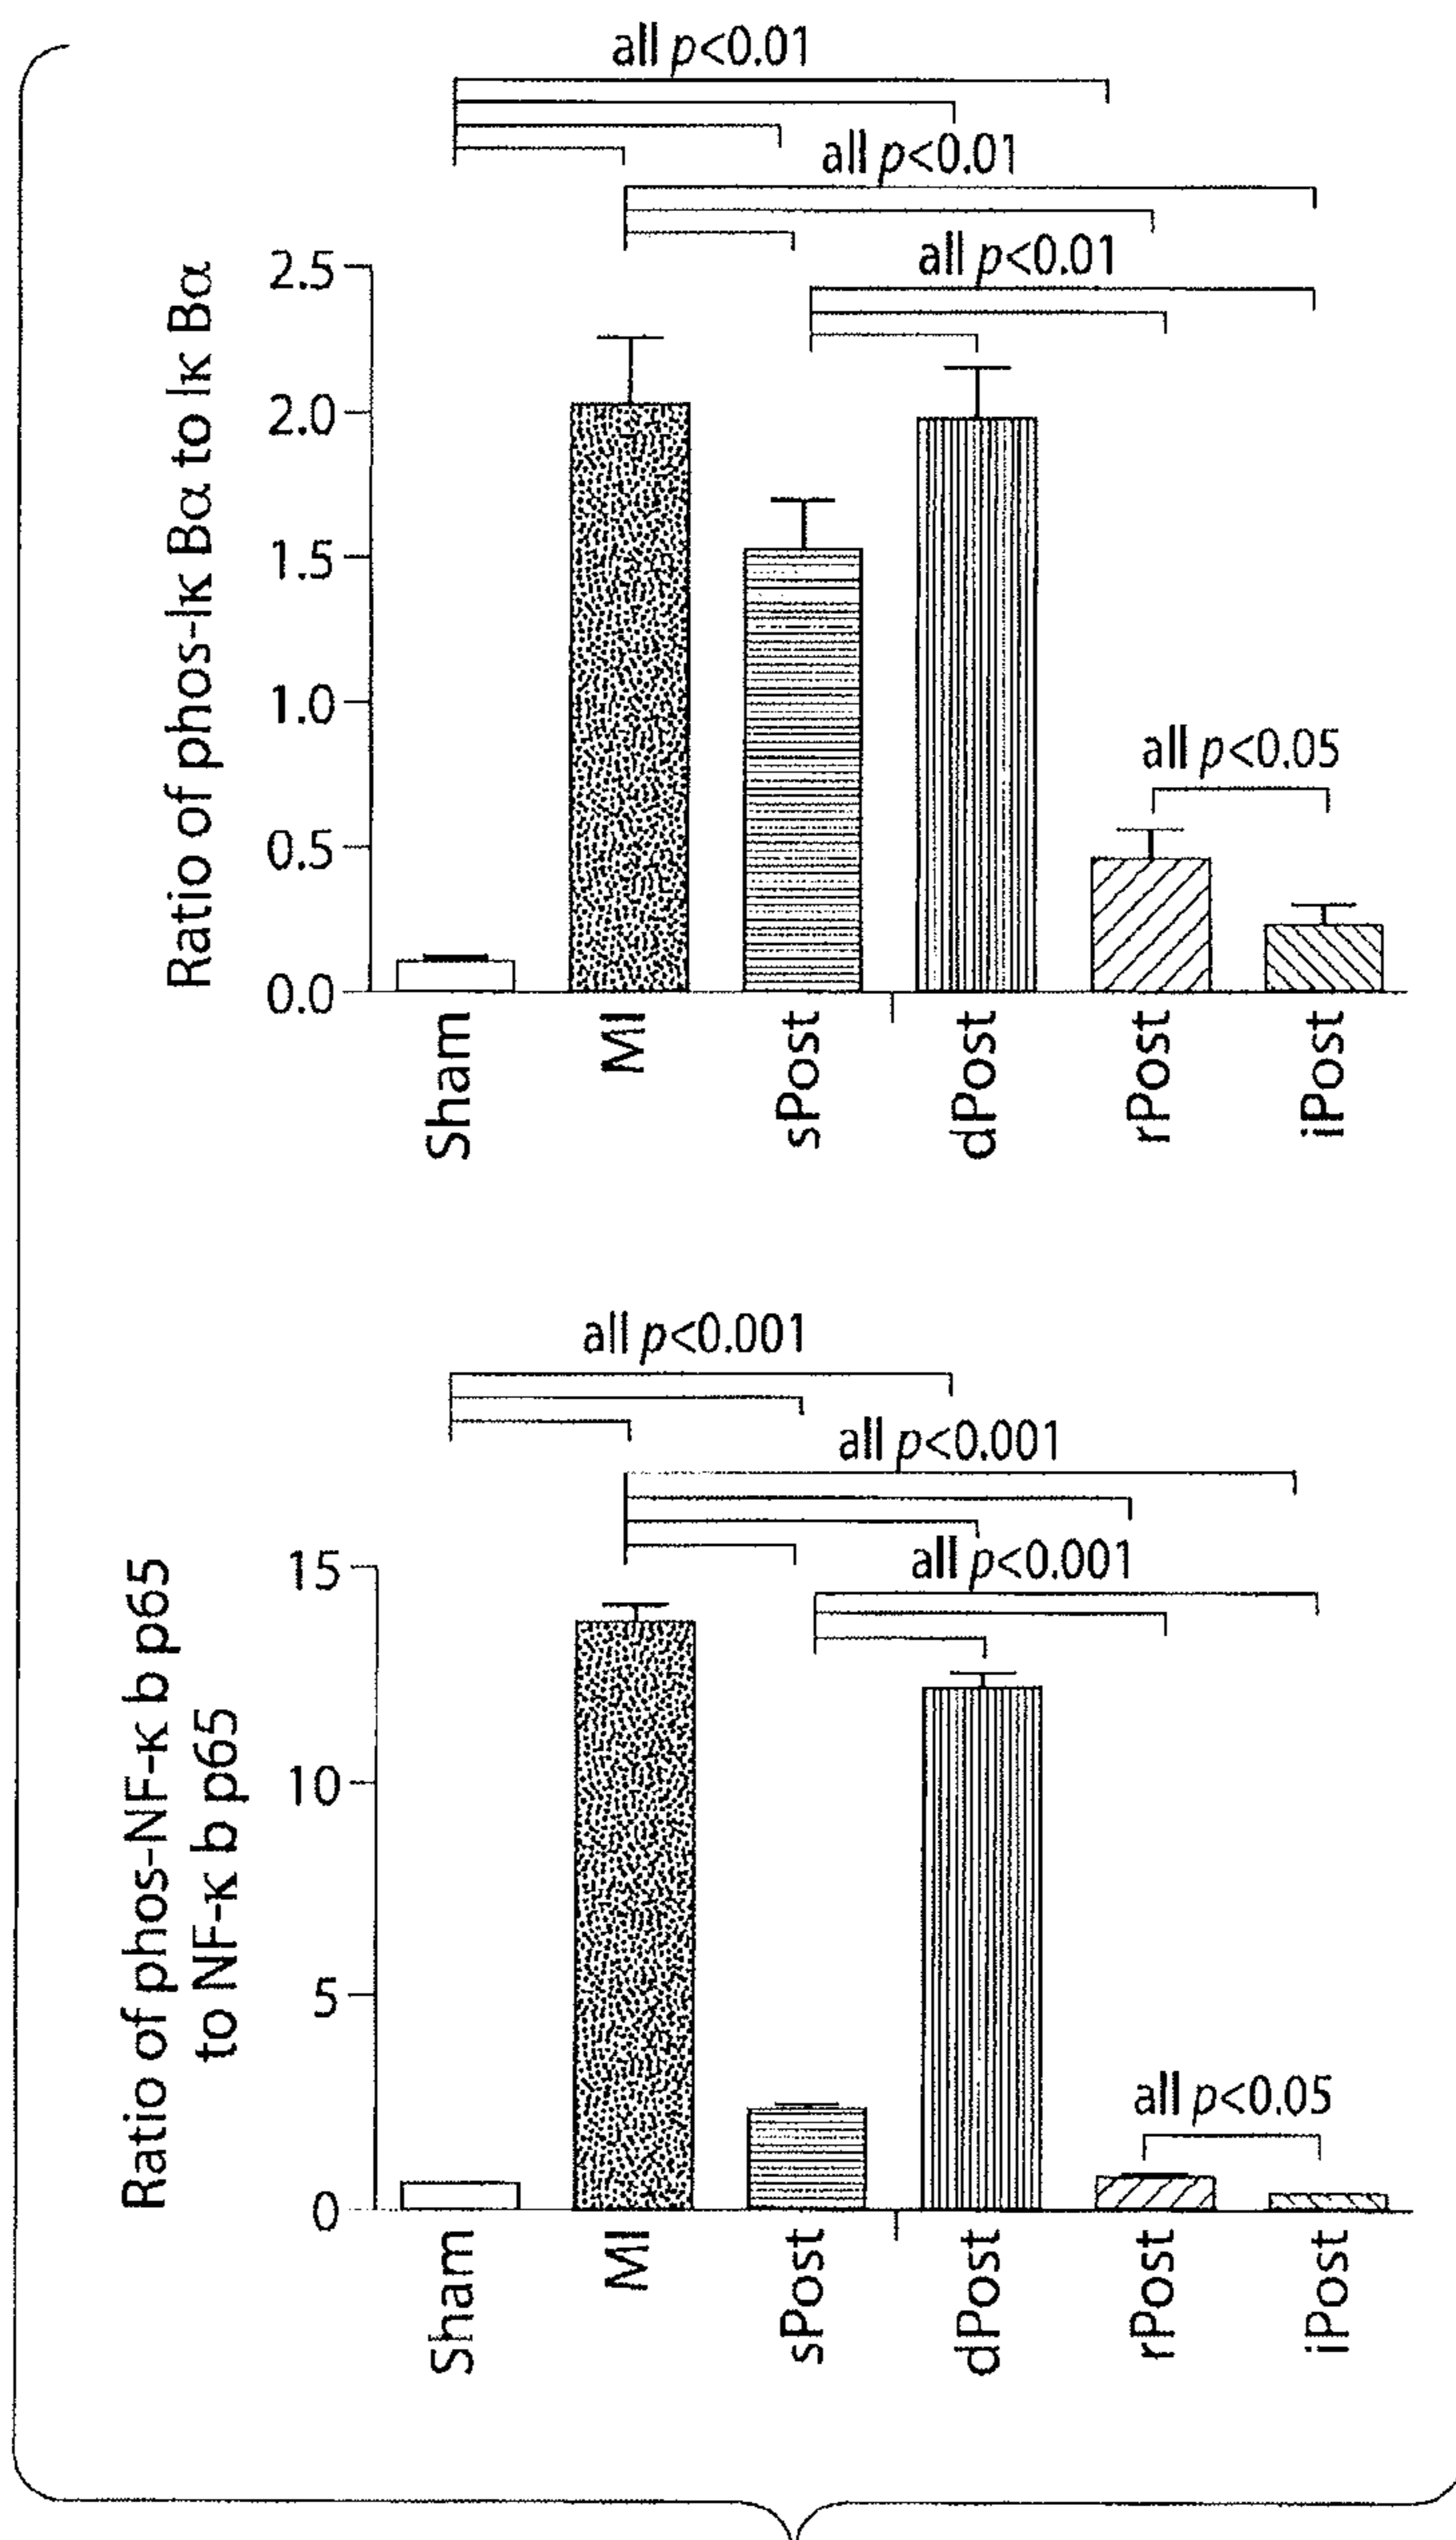 all p<0.01
all p<0.01
all p<0.01
Ratio of phos-Iκ Bα to Iκ Bα
2.5
2.0
1.5
1.0
0.5
0.0
all p<0.05
Sham
MI
sPost
dPost
rPost
iPost
all p<0.001
all p<0.001
all p<0.001
Ratio of phos-NF-κ b p65
to NF-κ b p65
15
10
5
0
all p<0.05
Sham
MI
sPost
dPost
rPost
iPost